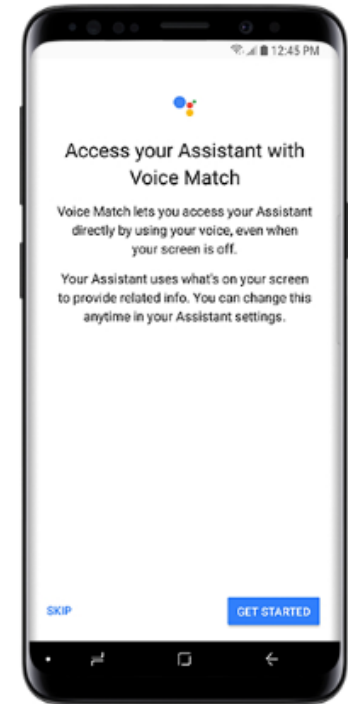 12:45 PM
Access your Assistant with
Voice Match
Voice Match lets you access your Assistant
directly by using your voice, even when
your screen is off.
Your Assistant uses what's on your screen
to provide related info. You can change this
anytime in your Assistant settings.
SKIP
GET STARTED